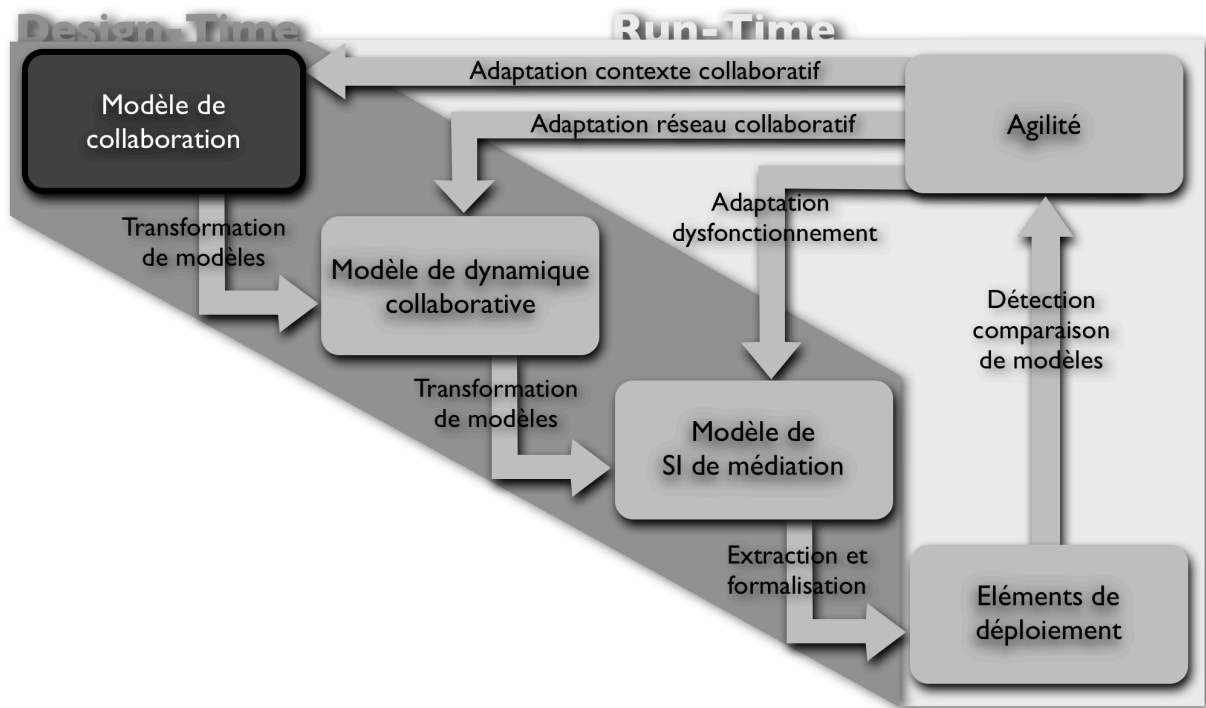 Design-Time
Run-Time
Adaptation contexte collaboratif
Modèle de
collaboration
Adaptation réseau collaboratif
Agilité
Transformation
de modèles
Adaptation
dysfonctionnement
Modèle de dynamique
collaborative
Détection
comparaison
de modèles
Transformation
de modèles
Modèle de
SI de médiation
Extraction et
formalisation
Eléments de
déploiement